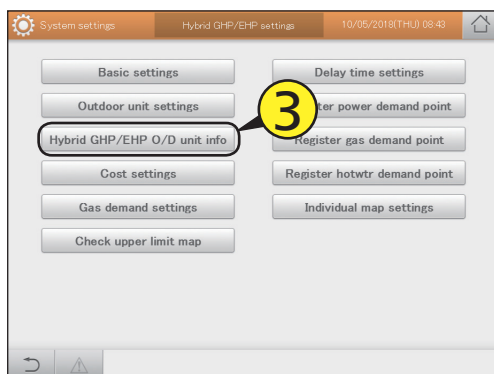 System settings
Hybrid GHP/EHP settings
10/05/2018(THU) 08:43
Basic settings
Delay time settings
Outdoor unit settings
ter power demand point
3
Hybrid GHP/EHP O/D unit info
Register gas demand point
Cost settings
Register hotwtr demand point
Gas demand settings
Individual map settings
Check upper limit map